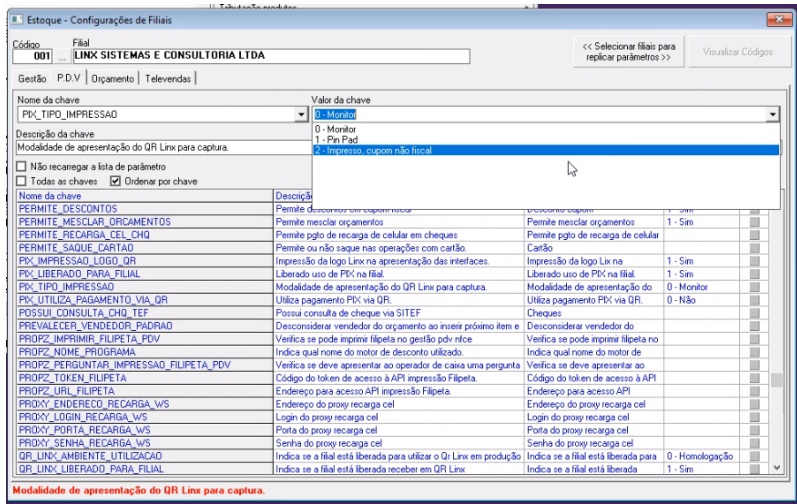 Tributação produtos
Estoque - Configurações de Filiais
Código Filial
001 ... LINX SISTEMAS E CONSULTORIA LTDA
<< Selecionar filiais para replicar parâmetros >>
Visualizar Códigos
Gestão P.D.V Orçamento Televendas
Nome da chave Valor da chave
PIX_TIPO_IMPRESSAO 0 - Monitor
0 - Monitor
1 - Pin Pad
2 - Impresso, cupom não fiscal
Descrição da chave
Modalidade de apresentação do QR Linx para captura.
Não recarregar a lista de parâmetro
Todas as chaves Ordenar por chave
Nome da chave Descriçã
PERMITE_DESCONTOS Permite descontos em cupom fiscal Desconto cupom 1 - Sim
PERMITE_MESCLAR_ORCAMENTOS Permite mesclar orçamentos Permite mesclar orçamentos 1 - Sim
PERMITE_RECARGA_CEL_CHQ Permite pgto de recarga de celular em cheques Permite pgto de recarga de celular
PERMITE_SAQUE_CARTAO Permite ou não saque nas operações com cartão. Cartão
PIX_IMPRESSAO_LOGO_QR Impressão da logo Linx na apresentação das interfaces. Impressão da logo Lix na 1 - Sim
PIX_LIBERADO_PARA_FILIAL Liberado uso de PIX na filial. Liberado uso de PIX na filial. 1 - Sim
PIX_TIPO_IMPRESSAO Modalidade de apresentação do QR Linx para captura. Modalidade de apresentação do 0 - Monitor
PIX_UTILIZA_PAGAMENTO_VIA_QR Utiliza pagamento PIX via QR. Utiliza pagamento PIX via QR. 0 - Não
POSSUI_CONSULTA_CHQ_TEF Possui consulta de cheque via SITEF Cheques
PREVALECER_VENDEDOR_PADRAO Desconsiderar vendedor do orçamento ao inserir próximo item e Desconsiderar vendedor do
PROPZ_IMPRIMIR_FILIPETA_PDV Verifica se pode imprimir filipeta no gestão pdv nfce Verifica se pode imprimir filipeta no
PROPZ_NOME_PROGRAMA Indica qual nome do motor de desconto utilizado. Indica qual nome do motor de
PROPZ_PERGUNTAR_IMPRESSAO_FILIPETA_PDV Verifica se deve apresentar ao operador de caixa uma pergunta Verifica se deve apresentar ao
PROPZ_TOKEN_FILIPETA Código do token de acesso à API impressão Filipeta. Código do token de acesso à API
PROPZ_URL_FILIPETA Endereço para acesso API impressão Filipeta. Endereço para acesso API
PROXY_ENDERECO_RECARGA_WS Endereço do proxy recarga cel Endereço do proxy recarga cel
PROXY_LOGIN_RECARGA_WS Login do proxy recarga cel Login do proxy recarga cel
PROXY_PORTA_RECARGA_WS Porta do proxy recarga cel Porta do proxy recarga cel
PROXY_SENHA_RECARGA_WS Senha do proxy recarga cel Senha do proxy recarga cel
QR_LINX_AMBIENTE_UTILIZACAO Indica se a filial está liberada para utilizar o Qr Linx em produção Indica se a filial está liberada para 0 - Homologação
QR_LINX_LIBERADO_PARA_FILIAL Indica se a filial está liberada receber em QR Linx Indica se a filial está liberada 1 - Sim
Modalidade de apresentação do QR Linx para captura.